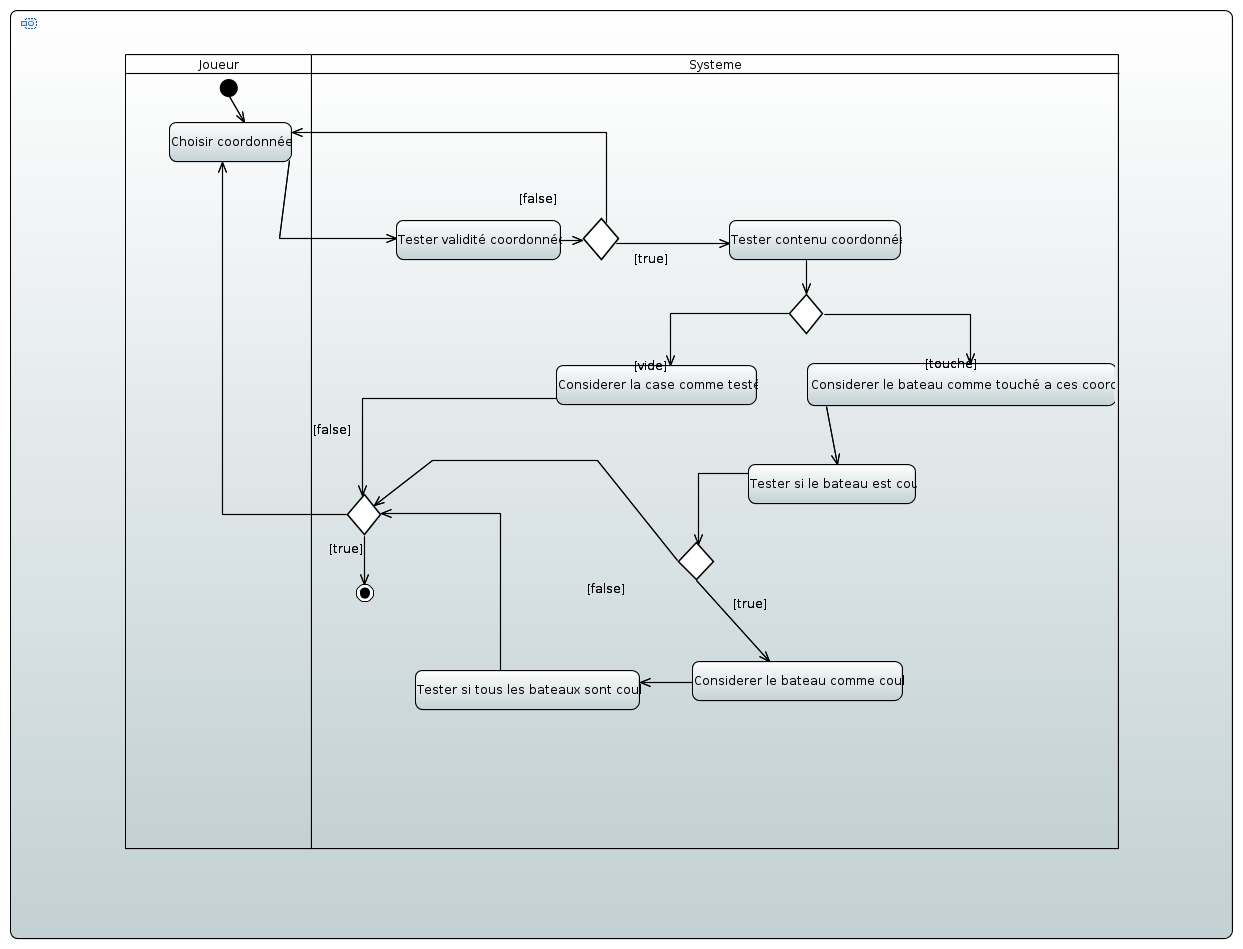 Joueur
Systeme
Choisir coordonnée
[false]
Tester validité coordonné
[true]
Tester contenu coordonné
[vide]
[touché]
Considerer la case comme testé
Considerer le bateau comme touché a ces coord
[false]
Tester si le bateau est cou
[true]
[false]
[true]
Considerer le bateau comme coul
Tester si tous les bateaux sont coul